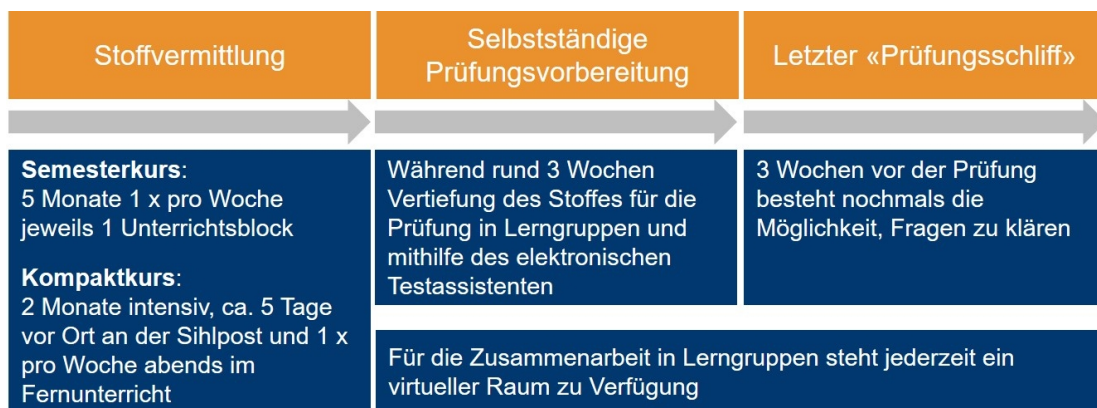 Stoffvermittlung
Selbstständige
Prüfungsvorbereitung
Letzter «Prüfungsschliff»
Semesterkurs:
5 Monate 1 x pro Woche
jeweils 1 Unterrichtsblock
Kompaktkurs:
2 Monate intensiv, ca. 5 Tage
vor Ort an der Sihlpost und 1 x
pro Woche abends im
Fernunterricht
Während rund 3 Wochen
Vertiefung des Stoffes für die
Prüfung in Lerngruppen und
mithilfe des elektronischen
Testassistenten
3 Wochen vor der Prüfung
besteht nochmals die
Möglichkeit, Fragen zu klären
Für die Zusammenarbeit in Lerngruppen steht jederzeit ein
virtueller Raum zu Verfügung